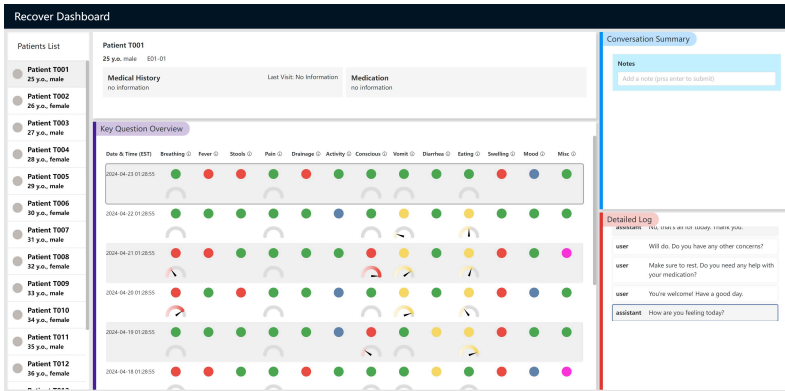 Recover Dashboard
Patients List
Patient T001
25 y.o., male
Patient T002
26 y.o., female
Patient T003
27 y.o., male
Patient T004
28 y.o., female
Patient T005
29 y.o., male
Patient T006
30 y.o., female
Patient T007
31 y.o., male
Patient T008
32 y.o., female
Patient T009
33 y.o., male
Patient T010
34 y.o., female
Patient T011
35 y.o., male
Patient T012
36 y.o., female
Patient T001
25 y.o. male E01-01
Medical History Last Visit: No Information
no information
Medication
no information
Key Question Overview
Date & Time (EST) Breathing Fever Stools Pain Drainage Activity Conscious Vomit Diarrhea Eating Swelling Mood Misc
2024-04-23 01:28:55
2024-04-22 01:28:55
2024-04-21 01:28:55
2024-04-20 01:28:55
2024-04-19 01:28:55
2024-04-18 01:28:55
Conversation Summary
Notes
Add a note (prss enter to submit)
Detailed Log
assistant No, that's all for today. Thank you.
user Will do. Do you have any other concerns?
user Make sure to rest. Do you need any help with
your medication?
user You're welcome! Have a good day.
assistant How are you feeling today?